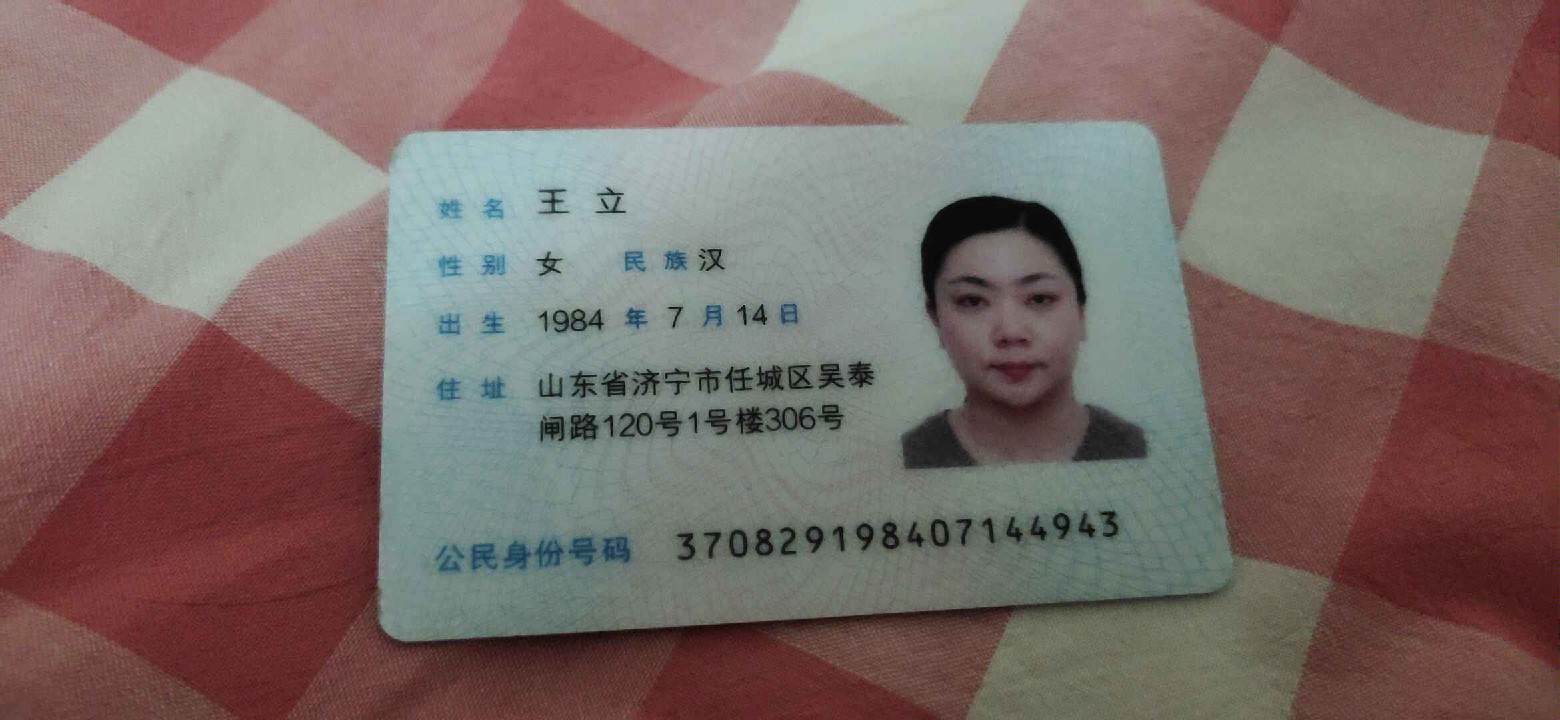 姓名 王立
性别 女 民族 汉
出生 1984 年 7 月 14 日
住址 山东省济宁市任城区吴泰
闸路120号1号楼306号
公民身份号码 370829198407144943